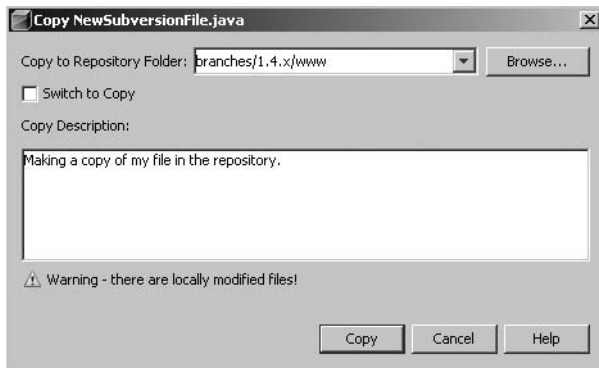 Copy NewSubversionFile.java
Copy to Repository Folder: branches/1.4.x/www Browse...
Switch to Copy
Copy Description:
Making a copy of my file in the repository.
Warning - there are locally modified files!
Copy Cancel Help